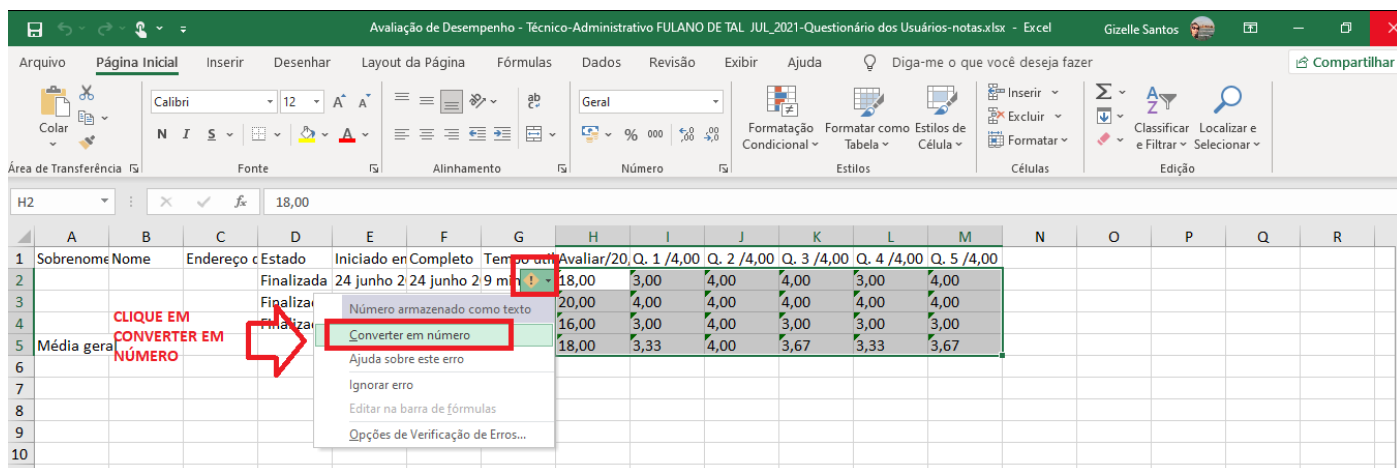 Avaliação de Desempenho - Técnico-Administrativo FULANO DE TAL JUL_2021-Questionário dos Usuários-notas.xlsx - Excel
Gizelle Santos
Arquivo Página Inicial Inserir Desenhar Layout da Página Fórmulas Dados Revisão Exibir Ajuda Diga-me o que você deseja fazer Compartilhar
Colar
Calibri 12
N I S
ab
Geral
% 000
Formatação Condicional
Formatar como Tabela
Estilos de Célula
Inserir
Excluir
Formatar
Classificar e Filtrar
Localizar e Selecionar
Área de Transferência Fonte Alinhamento Número Estilos Células Edição
H2 fx 18,00
A B C D E F G H I J K L M N O P Q R
1 Sobrenome Nome Endereço d Estado Iniciado em Completo Tempo utili Avaliar/20, Q. 1 /4,00 Q. 2 /4,00 Q. 3 /4,00 Q. 4 /4,00 Q. 5 /4,00
2 Finalizada 24 junho 2 24 junho 2 9 min 18,00 3,00 4,00 4,00 3,00 4,00
3 Finalizad 20,00 4,00 4,00 4,00 4,00 4,00
4 Finaliza 16,00 3,00 4,00 3,00 3,00 3,00
5 Média geral 18,00 3,33 4,00 3,67 3,33 3,67
6
7
8
9
10
CLIQUE EM
CONVERTER EM
NÚMERO
Número armazenado como texto
Converter em número
Ajuda sobre este erro
Ignorar erro
Editar na barra de fórmulas
Opções de Verificação de Erros...